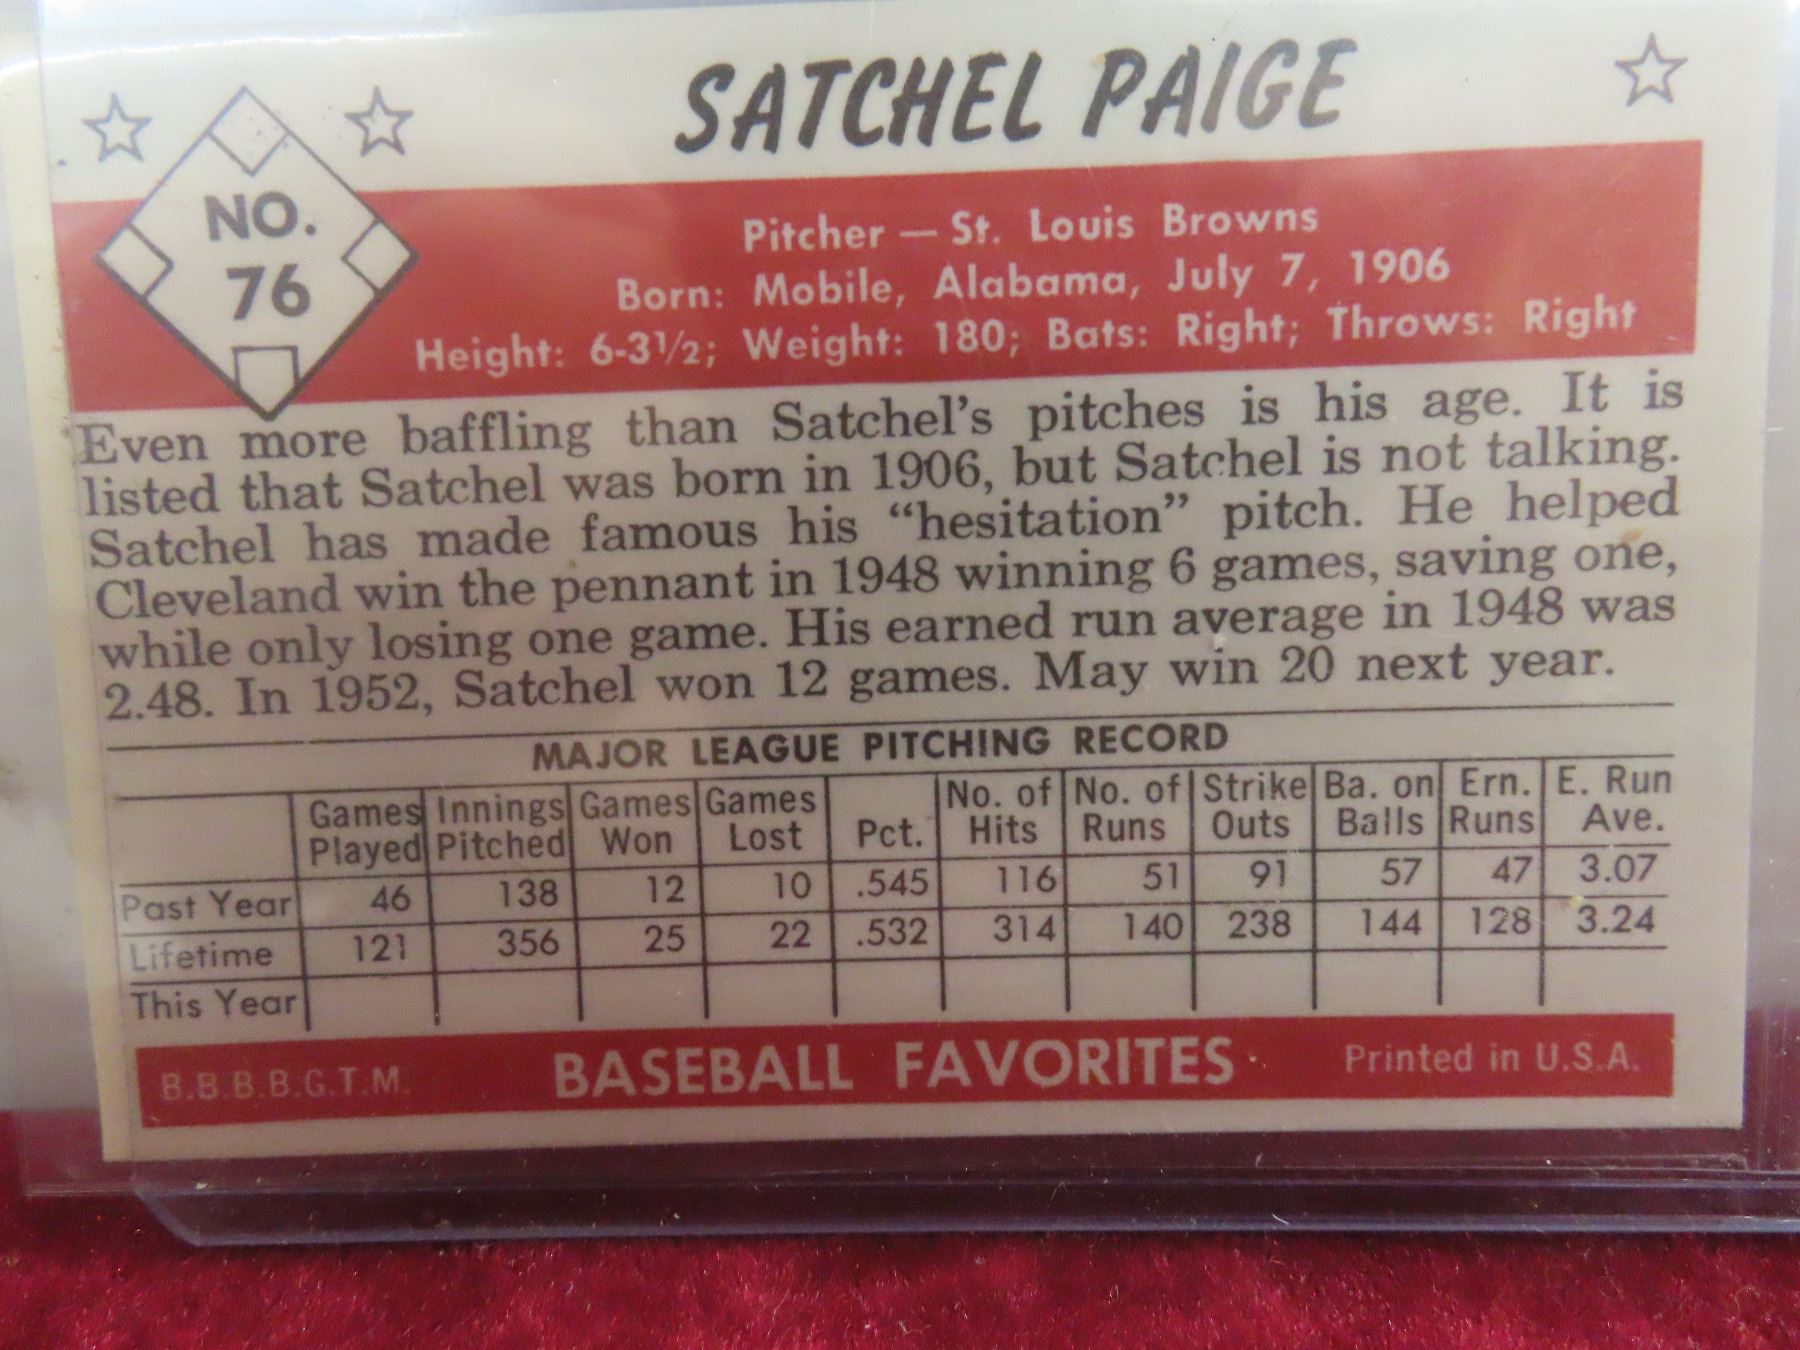 SATCHEL PAIGE
NO.
76
Pitcher — St. Louis Browns
Born: Mobile, Alabama, July 7, 1906
Height: 6-3½; Weight: 180; Bats: Right; Throws: Right
Even more baffling than Satchel's pitches is his age. It is
listed that Satchel was born in 1906, but Satchel is not talking.
Satchel has made famous his "hesitation" pitch. He helped
Cleveland win the pennant in 1948 winning 6 games, saving one,
while only losing one game. His earned run average in 1948 was
2.48. In 1952, Satchel won 12 games. May win 20 next year.
MAJOR LEAGUE PITCHING RECORD
Games Played Innings Pitched Games Won Games Lost Pct. No. of Hits No. of Runs Strike Outs Ba. on Balls Ern. Runs E. Run Ave.
Past Year 46 138 12 10 .545 116 51 91 57 47 3.07
Lifetime 121 356 25 22 .532 314 140 238 144 128 3.24
This Year
B.B.B.B.G.T.M. BASEBALL FAVORITES Printed in U.S.A.